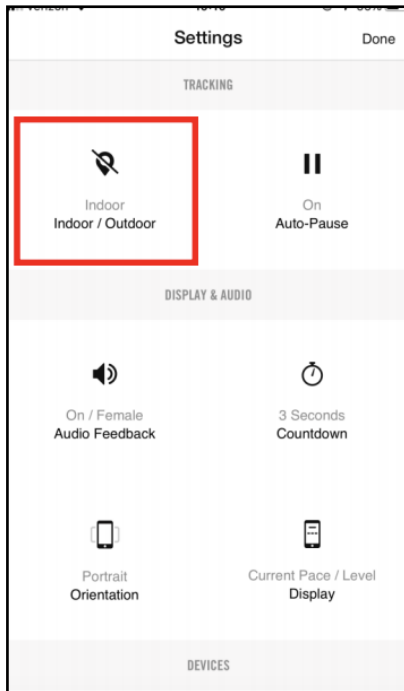 Settings
Done
TRACKING
Indoor
Indoor / Outdoor
On
Auto-Pause
DISPLAY & AUDIO
On / Female
Audio Feedback
3 Seconds
Countdown
Portrait
Orientation
Current Pace / Level
Display
DEVICES